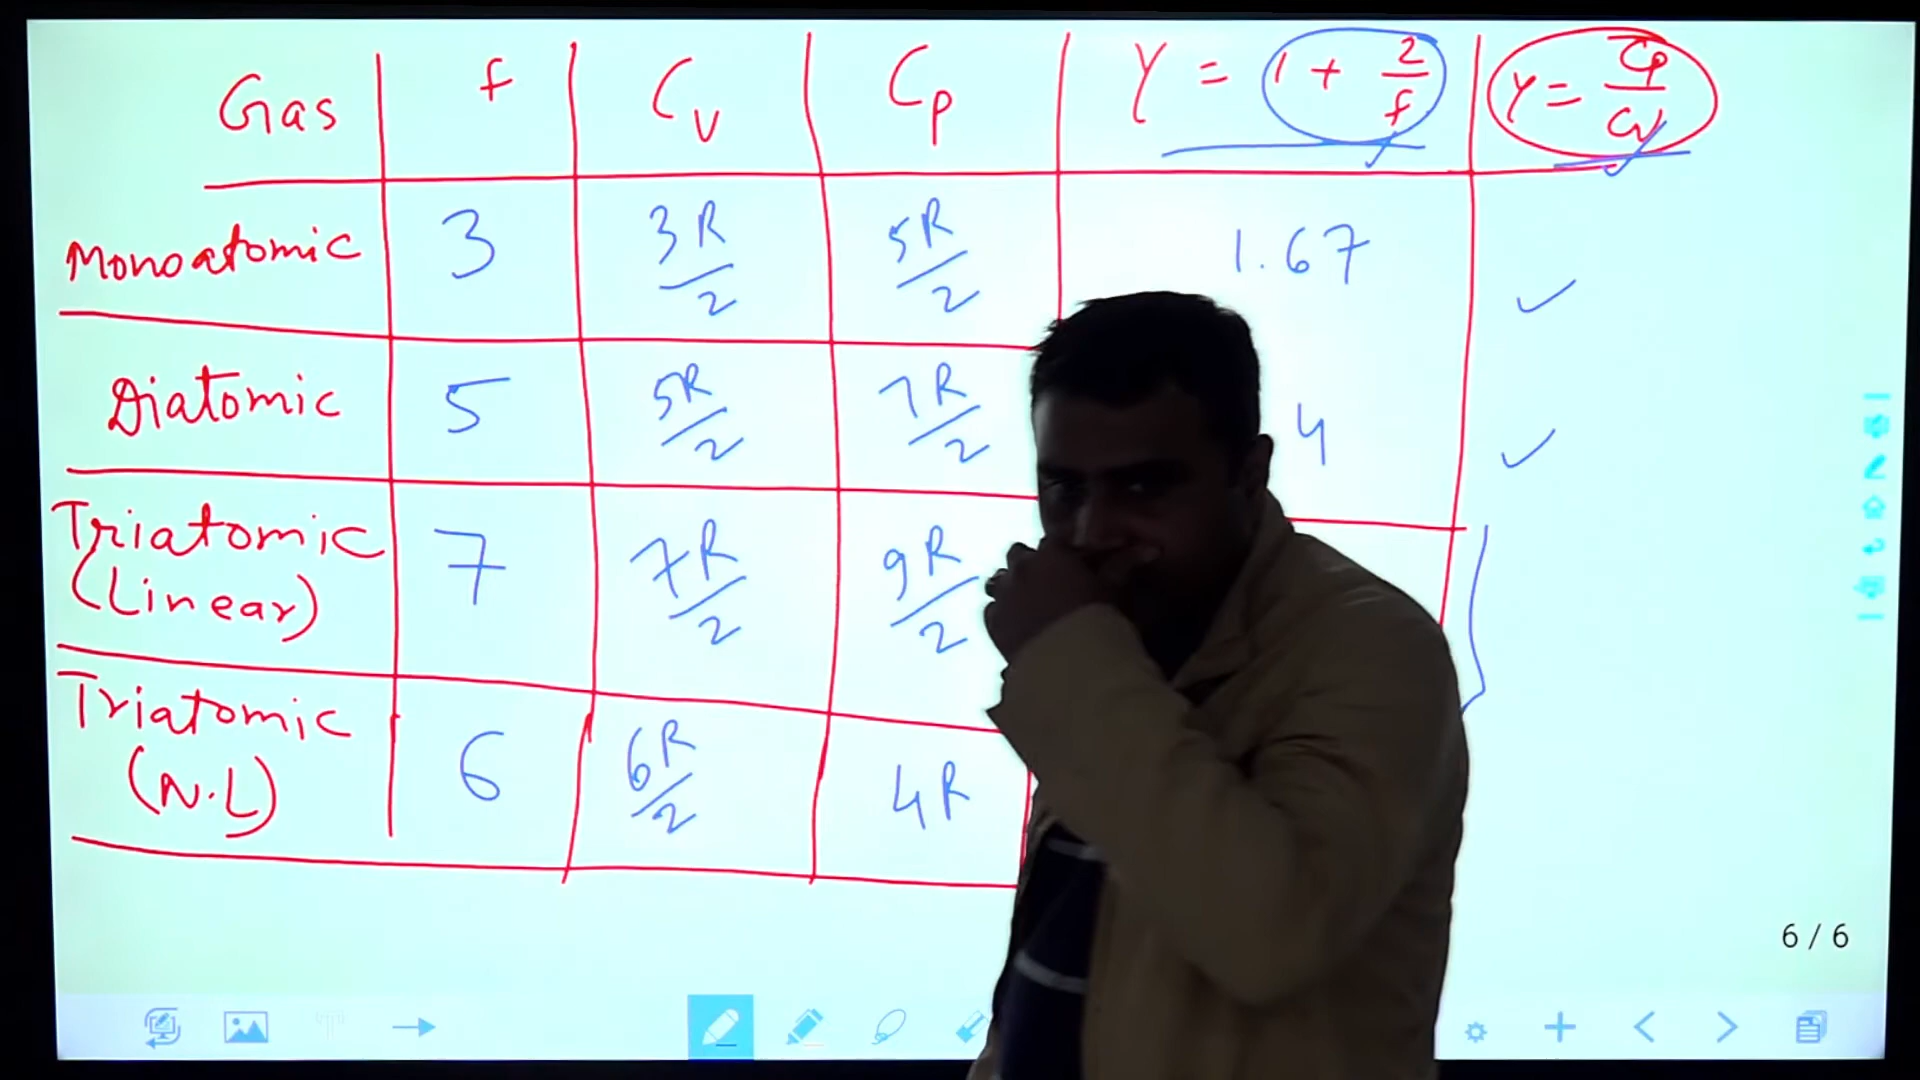 Gas f Cv Cp γ = 1 + 2/f γ = Cp/Cv
Monoatomic 3 3R/2 5R/2 1.67 ✓
Diatomic 5 5R/2 7R/2 4 ✓
Triatomic (Linear) 7 7R/2 9R/2
Triatomic (N.L) 6 6R/2 4R
6 / 6